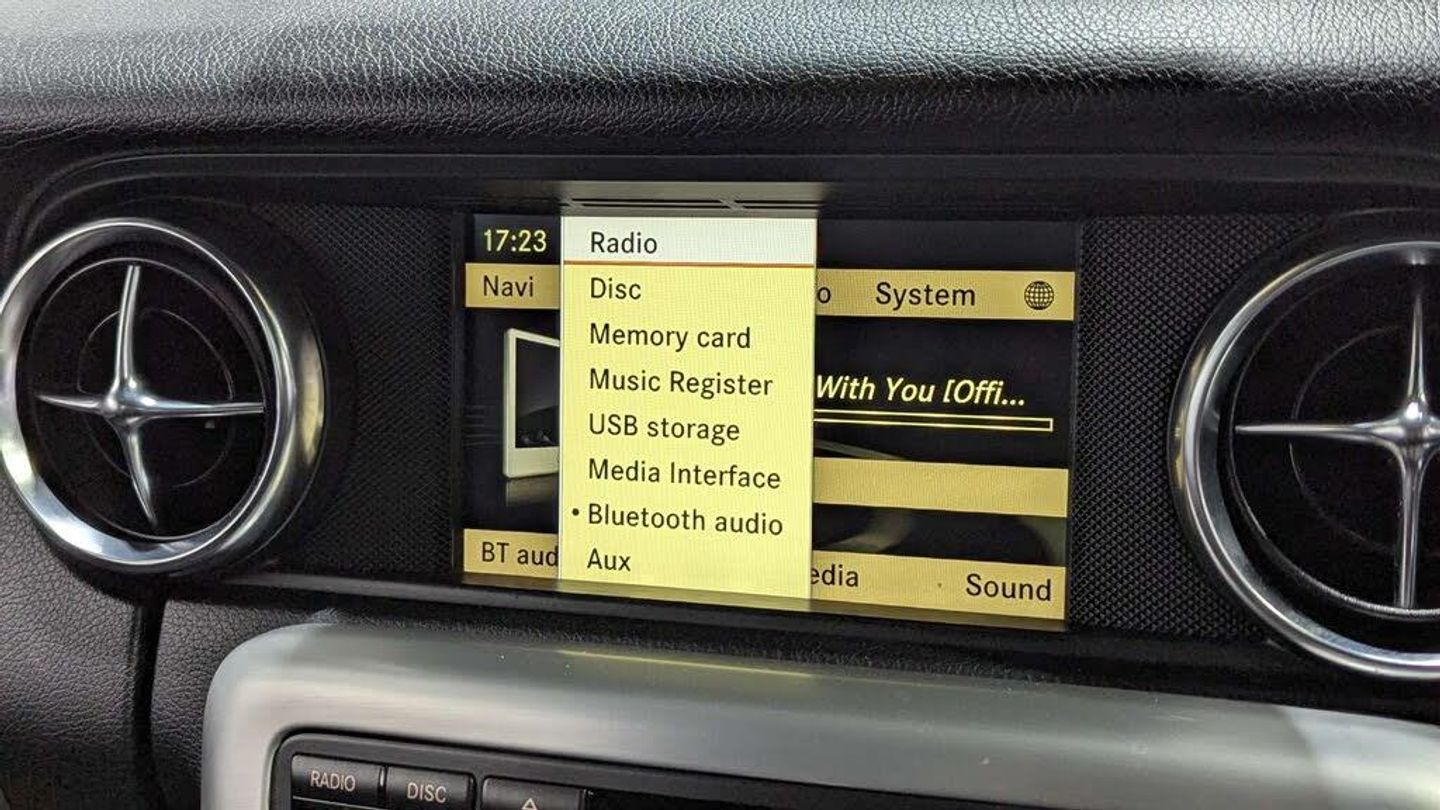 17:23
Radio
Navi
Disc
System
Memory card
Music Register
With You [Offi...
USB storage
Media Interface
Bluetooth audio
BT aud
Aux
edia
Sound
RADIO
DISC